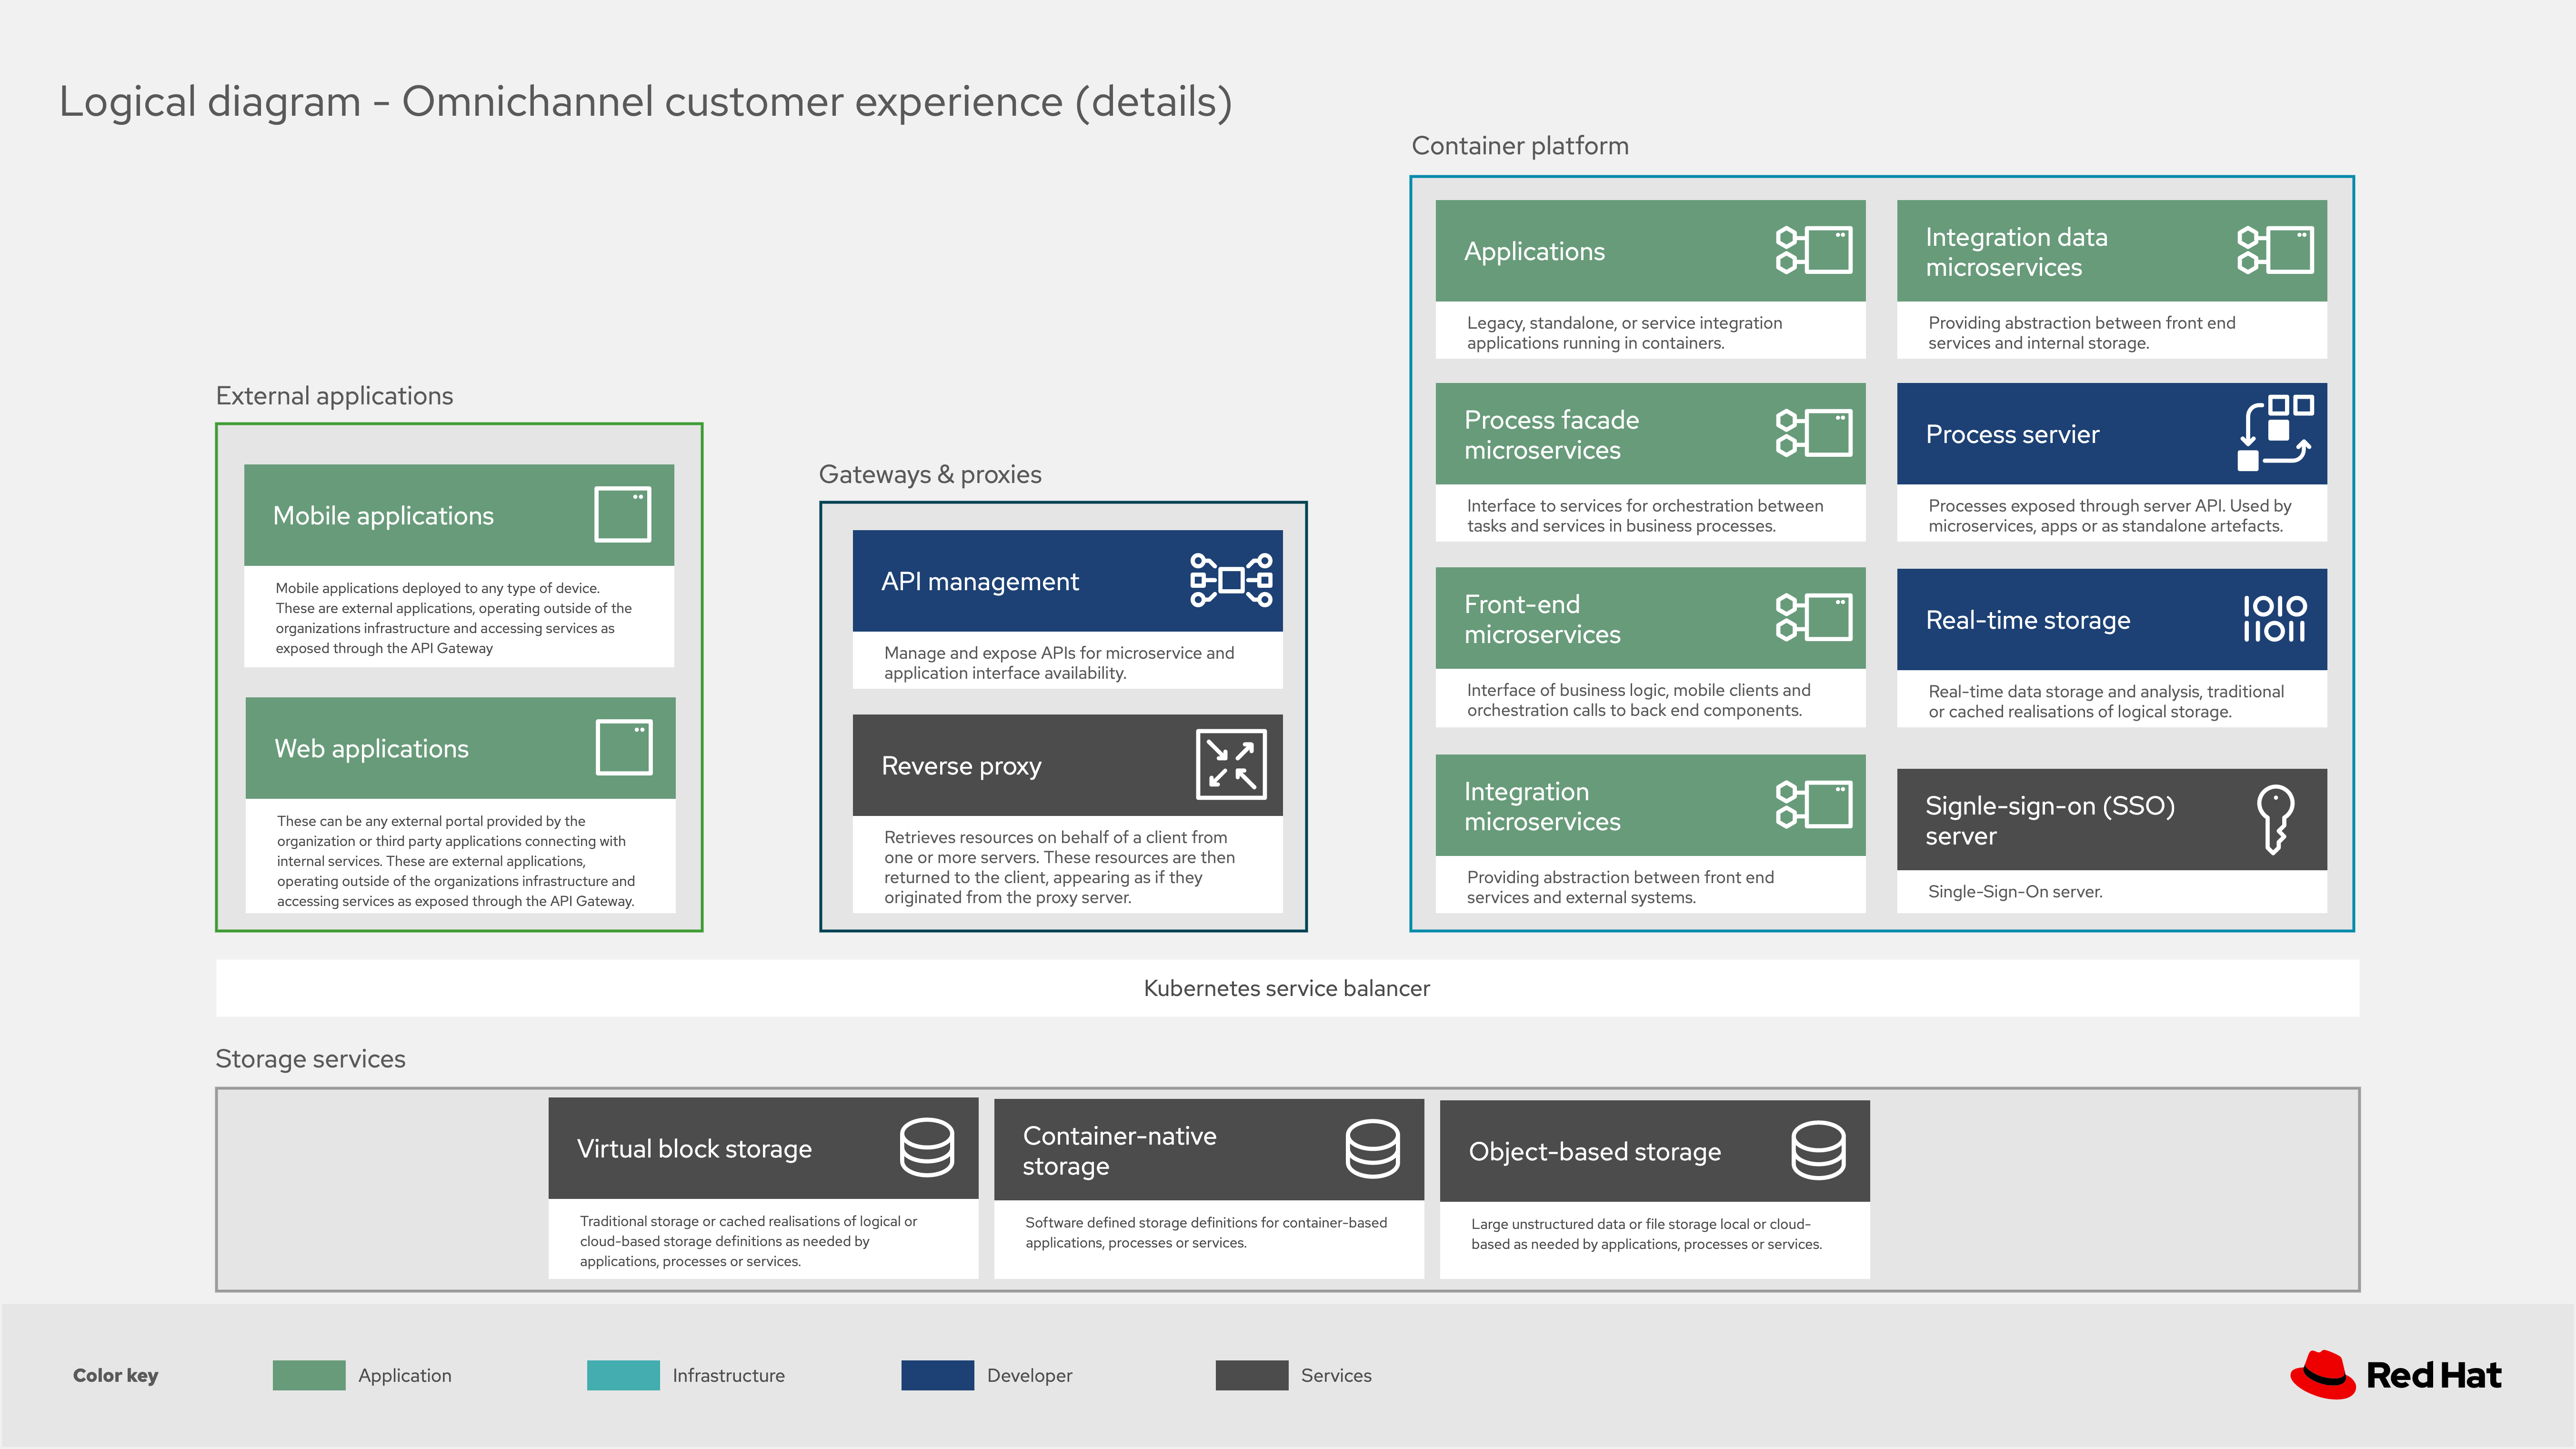 Logical diagram - Omnichannel customer experience (details)
External applications
Mobile applications
Mobile applications deployed to any type of device.
These are external applications, operating outside of the
organizations infrastructure and accessing services as
exposed through the API Gateway
Web applications
These can be any external portal provided by the
organization or third party applications connecting with
internal services. These are external applications,
operating outside of the organizations infrastructure and
accessing services as exposed through the API Gateway.
Gateways & proxies
API management
Manage and expose APIs for microservice and
application interface availability.
Reverse proxy
Retrieves resources on behalf of a client from
one or more servers. These resources are then
returned to the client, appearing as if they
originated from the proxy server.
Container platform
Applications
Legacy, standalone, or service integration
applications running in containers.
Process facade
microservices
Interface to services for orchestration between
tasks and services in business processes.
Front-end
microservices
Interface of business logic, mobile clients and
orchestration calls to back end components.
Integration
microservices
Providing abstraction between front end
services and external systems.
Integration data
microservices
Providing abstraction between front end
services and internal storage.
Process servier
Processes exposed through server API. Used by
microservices, apps or as standalone artefacts.
Real-time storage
1010
11011
Real-time data storage and analysis, traditional
or cached realisations of logical storage.
Signle-sign-on (SSO)
server
Single-Sign-On server.
Kubernetes service balancer
Storage services
Virtual block storage
Traditional storage or cached realisations of logical or
cloud-based storage definitions as needed by
applications, processes or services.
Container-native
storage
Software defined storage definitions for container-based
applications, processes or services.
Object-based storage
Large unstructured data or file storage local or cloud-
based as needed by applications, processes or services.
Color key
Application
Infrastructure
Developer
Services
Red Hat